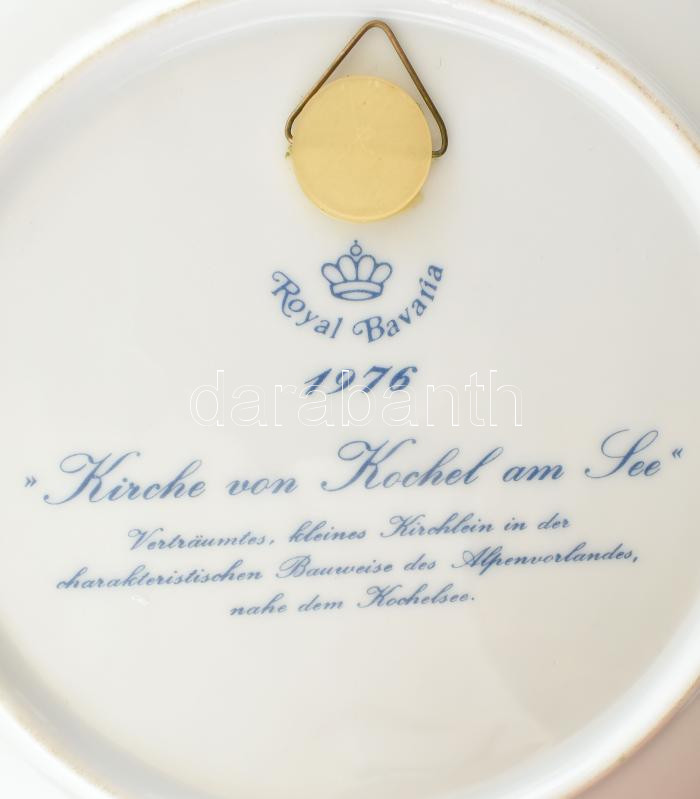 Royal Bavaria
1976
darabanth
»Kirche von Kochel am See«
Verträumtes, kleines Kirchlein in der
charakteristischen Bauweise des Alpenvorlandes,
nahe dem Kochelsee.